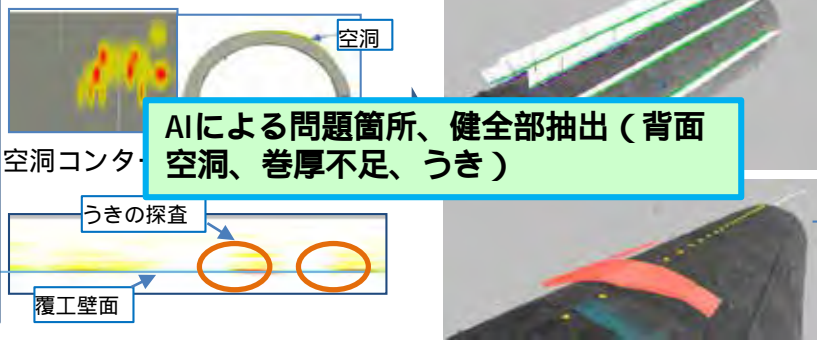 空洞
AIによる問題箇所、健全部抽出(背面
空洞、巻厚不足、うき)
空洞コンター
うきの探査
覆工壁面